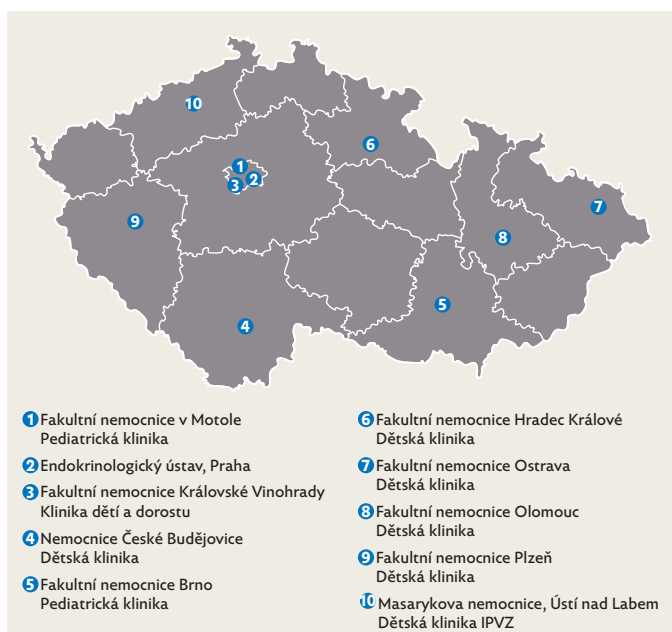 10
6
1
2
3
7
9
8
5
4
1 Fakultní nemocnice v Motole
Pediatrická klinika
2 Endokrinologický ústav, Praha
3 Fakultní nemocnice Královské Vinohrady
Klinika dětí a dorostu
4 Nemocnice České Budějovice
Dětská klinika
5 Fakultní nemocnice Brno
Pediatrická klinika
6 Fakultní nemocnice Hradec Králové
Dětská klinika
7 Fakultní nemocnice Ostrava
Dětská klinika
8 Fakultní nemocnice Olomouc
Dětská klinika
9 Fakultní nemocnice Plzeň
Dětská klinika
10 Masarykova nemocnice, Ústí nad Labem
Dětská klinika IPVZ